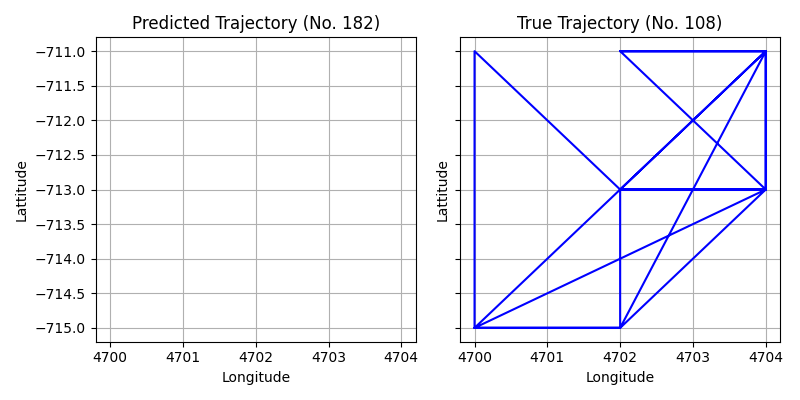 Predicted Trajectory (No. 182)
True Trajectory (No. 108)
−711.0
−711.5
−712.0
−712.5
−713.0
−713.5
−714.0
−714.5
−715.0
Lattitude
Lattitude
4700 4701 4702 4703 4704
4700 4701 4702 4703 4704
Longitude
Longitude